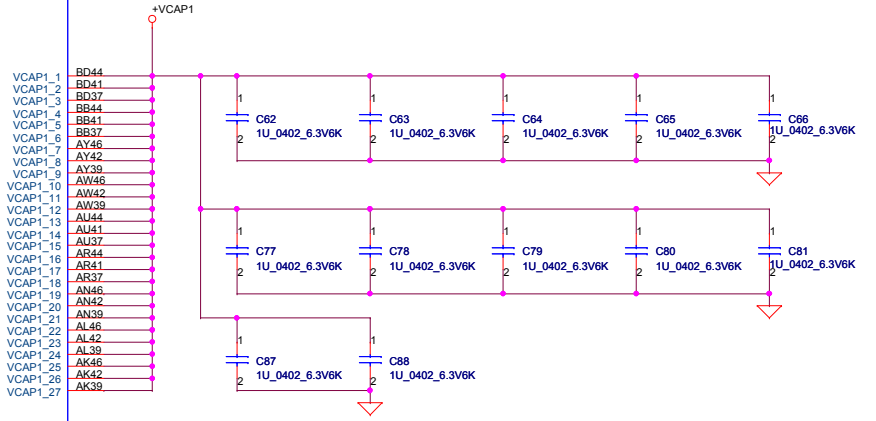 +VCAP1
VCAP1_1 BD44
VCAP1_2 BD41
VCAP1_3 BD37
VCAP1_4 BB44
VCAP1_5 BB41
VCAP1_6 BB37
VCAP1_7 AY46
VCAP1_8 AY42
VCAP1_9 AY39
VCAP1_10 AW46
VCAP1_11 AW42
VCAP1_12 AW39
VCAP1_13 AU44
VCAP1_14 AU41
VCAP1_15 AU37
VCAP1_16 AR44
VCAP1_17 AR41
VCAP1_18 AR37
VCAP1_19 AN46
VCAP1_20 AN42
VCAP1_21 AN39
VCAP1_22 AL46
VCAP1_23 AL42
VCAP1_24 AL39
VCAP1_25 AK46
VCAP1_26 AK42
VCAP1_27 AK39
1 1 1 1 1
C62 C63 C64 C65 C66
1U_0402_6.3V6K 1U_0402_6.3V6K 1U_0402_6.3V6K 1U_0402_6.3V6K 1U_0402_6.3V6K
2 2 2 2 2
1 1 1 1 1
C77 C78 C79 C80 C81
1U_0402_6.3V6K 1U_0402_6.3V6K 1U_0402_6.3V6K 1U_0402_6.3V6K 1U_0402_6.3V6K
2 2 2 2 2
1 1
C87 C88
1U_0402_6.3V6K 1U_0402_6.3V6K
2 2